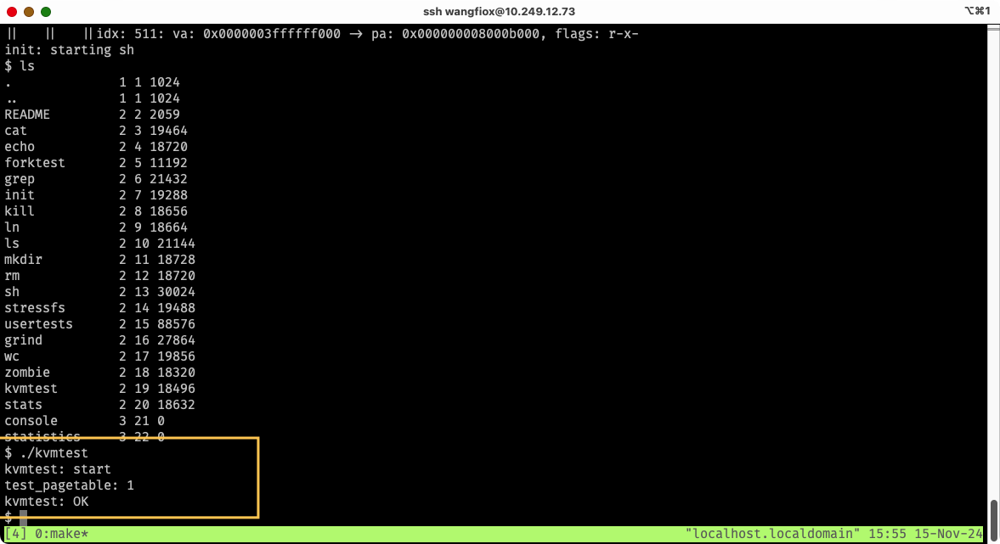 ssh wangfiox@10.249.12.73 ⌥⌘1
||   ||   ||idx: 511: va: 0x0000003ffffff000 -> pa: 0x000000008000b000, flags: r-x-
init: starting sh
$ ls
.              1 1 1024
..             1 1 1024
README         2 2 2059
cat            2 3 19464
echo           2 4 18720
forktest       2 5 11192
grep           2 6 21432
init           2 7 19288
kill           2 8 18656
ln             2 9 18664
ls             2 10 21144
mkdir          2 11 18728
rm             2 12 18720
sh             2 13 30024
stressfs       2 14 19488
usertests      2 15 88576
grind          2 16 27864
wc             2 17 19856
zombie         2 18 18320
kvmtest        2 19 18496
stats          2 20 18632
console        3 21 0
statistics     3 22 0
$ ./kvmtest
kvmtest: start
test_pagetable: 1
kvmtest: OK
$
[4] 0:make* "localhost.localdomain" 15:55 15-Nov-24